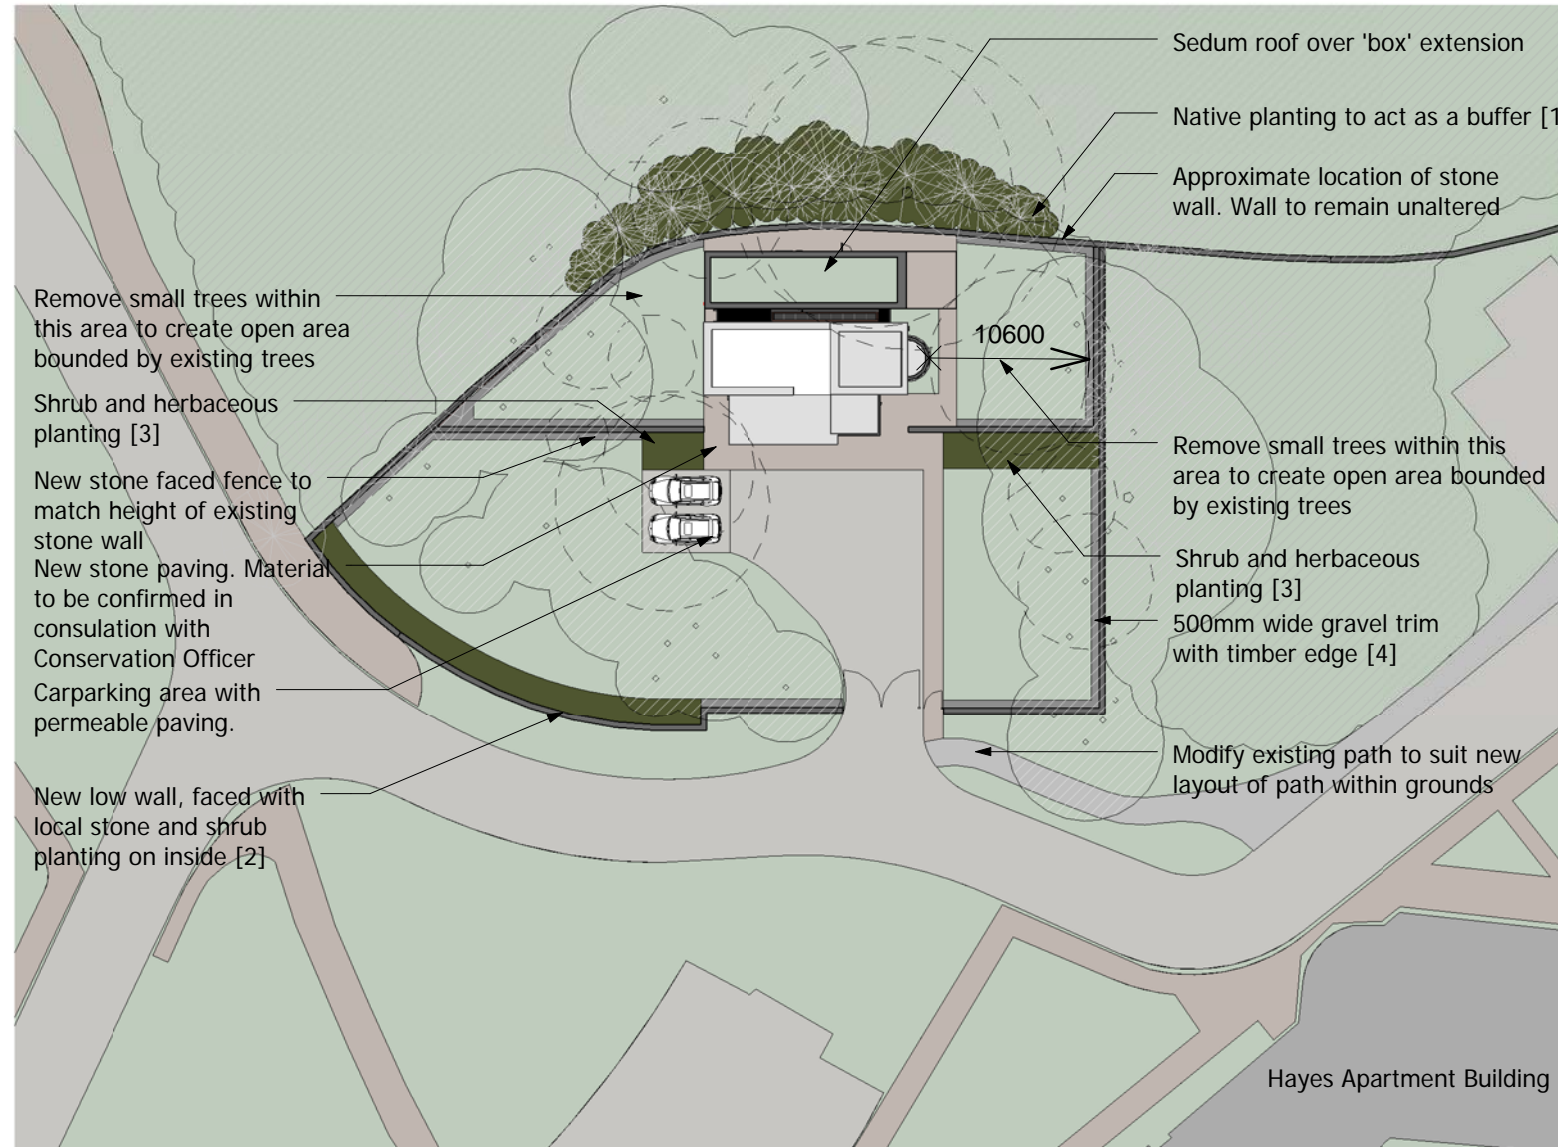 Sedum roof over 'box' extension
Native planting to act as a buffer [1
Approximate location of stone
wall. Wall to remain unaltered
Remove small trees within
this area to create open area
bounded by existing trees
Shrub and herbaceous
planting [3]
New stone faced fence to
match height of existing
stone wall
New stone paving. Material
to be confirmed in
consulation with
Conservation Officer
Carparking area with
permeable paving.
New low wall, faced with
local stone and shrub
planting on inside [2]
10600
Remove small trees within this
area to create open area bounded
by existing trees
Shrub and herbaceous
planting [3]
500mm wide gravel trim
with timber edge [4]
Modify existing path to suit new
layout of path within grounds
Hayes Apartment Building